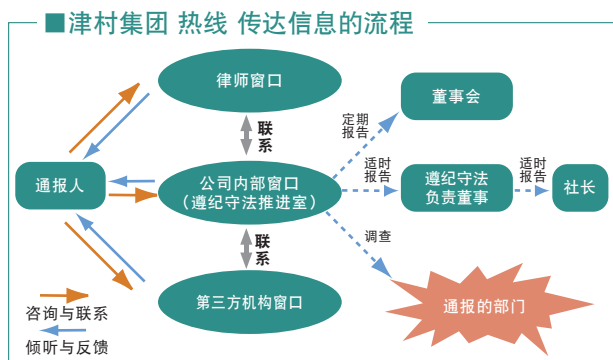 ■津村集团 热线 传达信息的流程
律师窗口
董事会
定期
报告
联
系
通报人
公司内部窗口
（遵纪守法推进室）
适时
报告
遵纪守法
负责董事
适时
报告
社长
联
系
调查
第三方机构窗口
通报的部门
咨询与联系
倾听与反馈